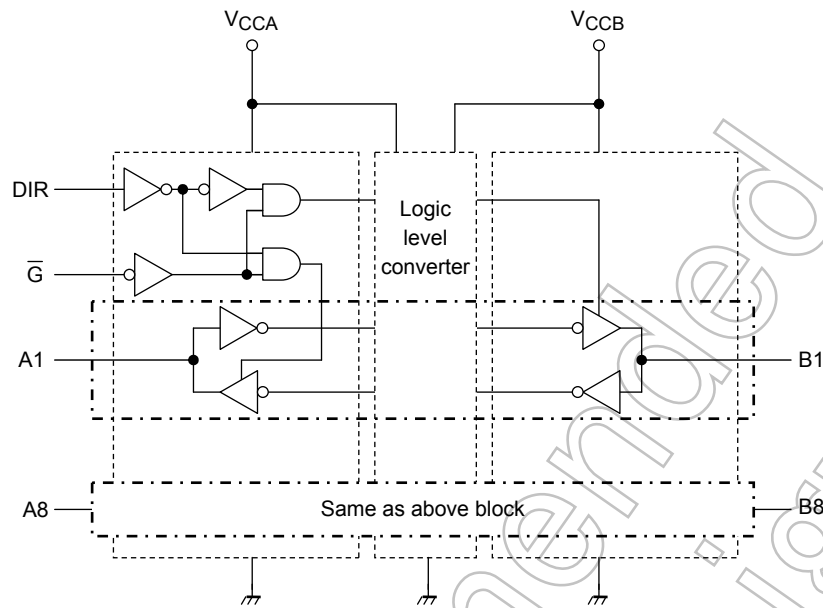 VCCA
VCCB
DIR
Logic
level
converter
G̅
A1
B1
A8
Same as above block
B8